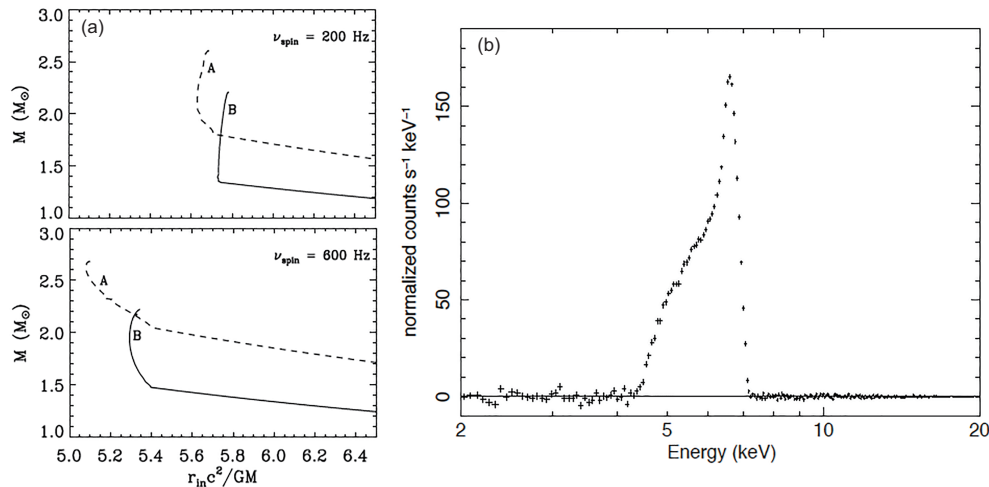 (a)
ν_spin = 200 Hz
3.0
2.5
2.0
1.5
1.0
M (M⊙)
A
B
ν_spin = 600 Hz
3.0
2.5
2.0
1.5
1.0
M (M⊙)
A
B
5.0 5.2 5.4 5.6 5.8 6.0 6.2 6.4
r_in c²/GM
(b)
normalized counts s⁻¹ keV⁻¹
150
100
50
0
2 5 10 20
Energy (keV)